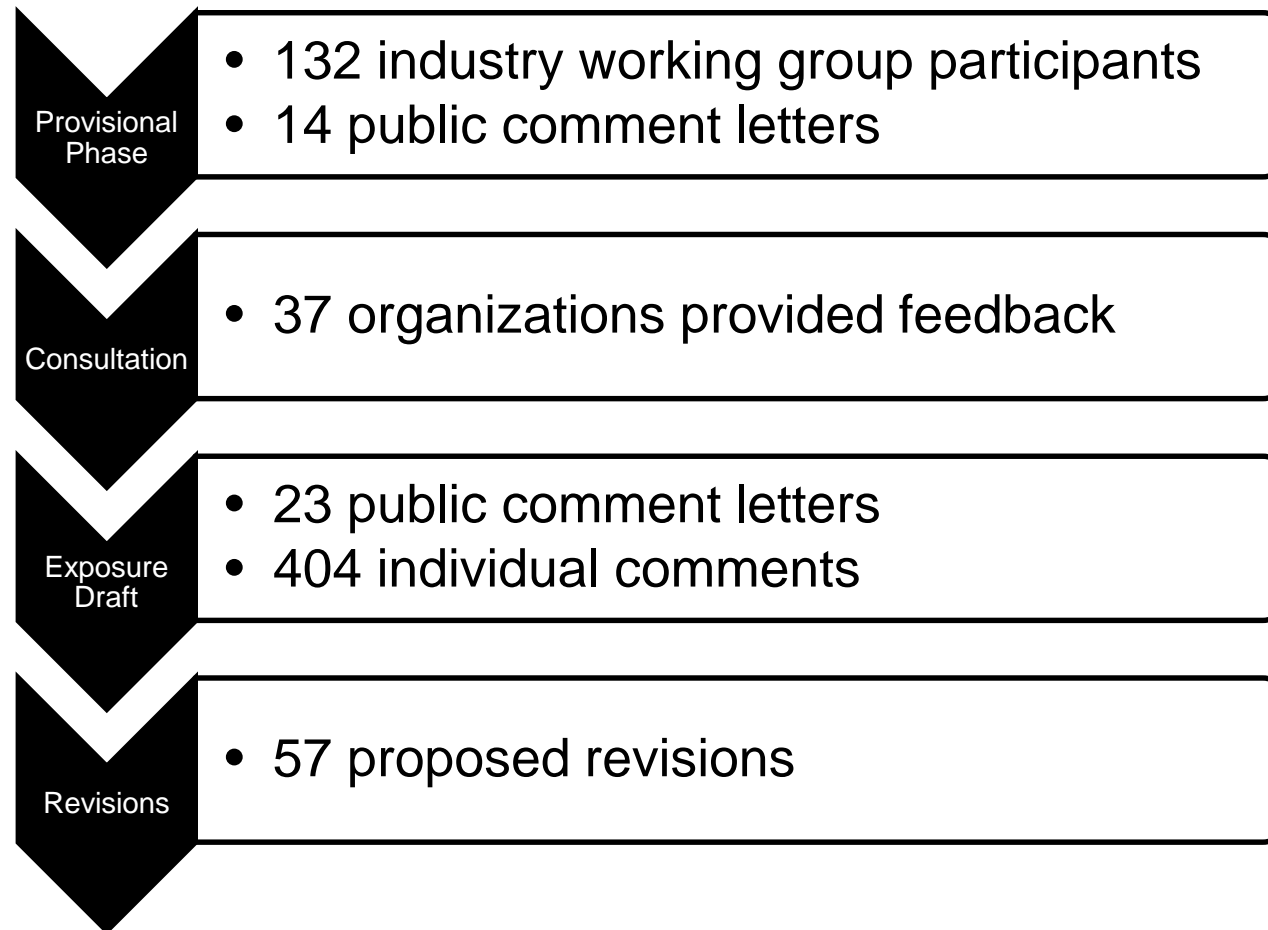 Provisional
Phase
• 132 industry working group participants
• 14 public comment letters
Consultation
• 37 organizations provided feedback
Exposure
Draft
• 23 public comment letters
• 404 individual comments
Revisions
• 57 proposed revisions